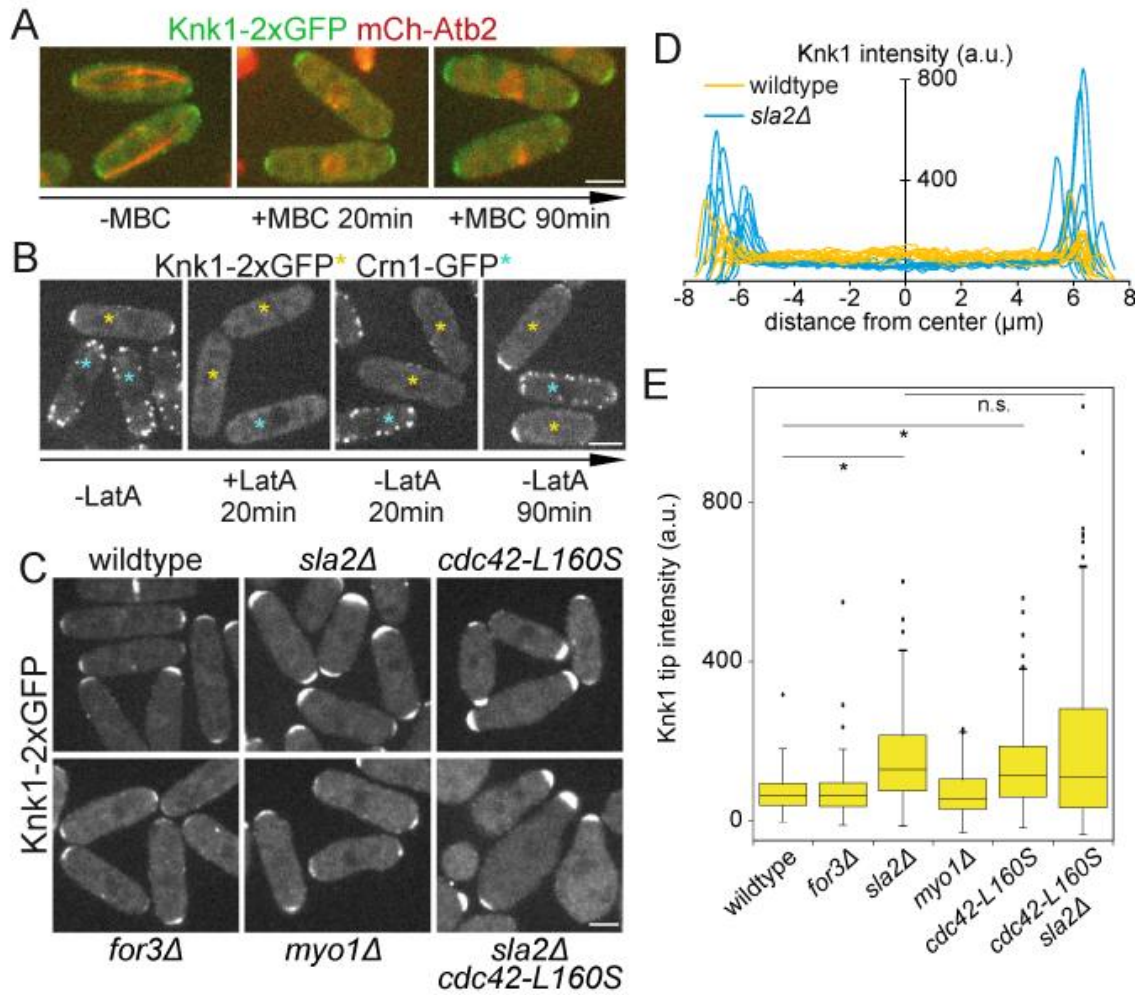 A
Knk1-2xGFP mCh-Atb2
-MBC
+MBC 20min
+MBC 90min
B
Knk1-2xGFP* Crn1-GFP*
-LatA
+LatA
20min
-LatA
20min
-LatA
90min
C
wildtype
sla2Δ
cdc42-L160S
Knk1-2xGFP
for3Δ
myo1Δ
sla2Δ
cdc42-L160S
D
Knk1 intensity (a.u.)
wildtype
sla2Δ
800
400
-8
-6
-4
-2
0
2
4
6
8
distance from center (µm)
E
n.s.
*
*
Knk1 tip intensity (a.u.)
800
400
0
wildtype
for3Δ
sla2Δ
myo1Δ
cdc42-L160S
cdc42-L160S
sla2Δ